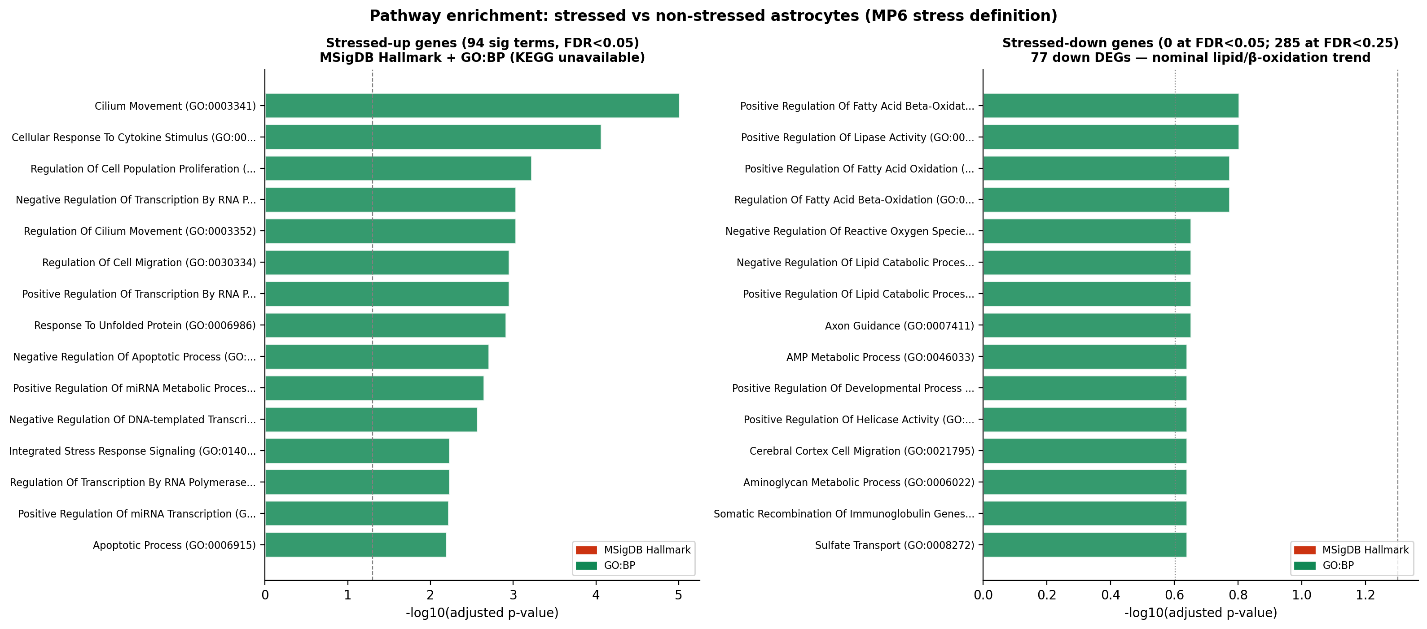 Pathway enrichment: stressed vs non-stressed astrocytes (MP6 stress definition)
Stressed-up genes (94 sig terms, FDR<0.05)
MSigDB Hallmark + GO:BP (KEGG unavailable)
Cilium Movement (GO:0003341)
Cellular Response To Cytokine Stimulus (GO:00...
Regulation Of Cell Population Proliferation (...
Negative Regulation Of Transcription By RNA P...
Regulation Of Cilium Movement (GO:0003352)
Regulation Of Cell Migration (GO:0030334)
Positive Regulation Of Transcription By RNA P...
Response To Unfolded Protein (GO:0006986)
Negative Regulation Of Apoptotic Process (GO:...
Positive Regulation Of miRNA Metabolic Proces...
Negative Regulation Of DNA-templated Transcri...
Integrated Stress Response Signaling (GO:0140...
Regulation Of Transcription By RNA Polymerase...
Positive Regulation Of miRNA Transcription (G...
Apoptotic Process (GO:0006915)
MSigDB Hallmark
GO:BP
0 1 2 3 4 5
-log10(adjusted p-value)
Stressed-down genes (0 at FDR<0.05; 285 at FDR<0.25)
77 down DEGs — nominal lipid/β-oxidation trend
Positive Regulation Of Fatty Acid Beta-Oxidat...
Positive Regulation Of Lipase Activity (GO:00...
Positive Regulation Of Fatty Acid Oxidation (...
Regulation Of Fatty Acid Beta-Oxidation (GO:0...
Negative Regulation Of Reactive Oxygen Specie...
Negative Regulation Of Lipid Catabolic Proces...
Positive Regulation Of Lipid Catabolic Proces...
Axon Guidance (GO:0007411)
AMP Metabolic Process (GO:0046033)
Positive Regulation Of Developmental Process ...
Positive Regulation Of Helicase Activity (GO:...
Cerebral Cortex Cell Migration (GO:0021795)
Aminoglycan Metabolic Process (GO:0006022)
Somatic Recombination Of Immunoglobulin Genes...
Sulfate Transport (GO:0008272)
MSigDB Hallmark
GO:BP
0.0 0.2 0.4 0.6 0.8 1.0 1.2
-log10(adjusted p-value)